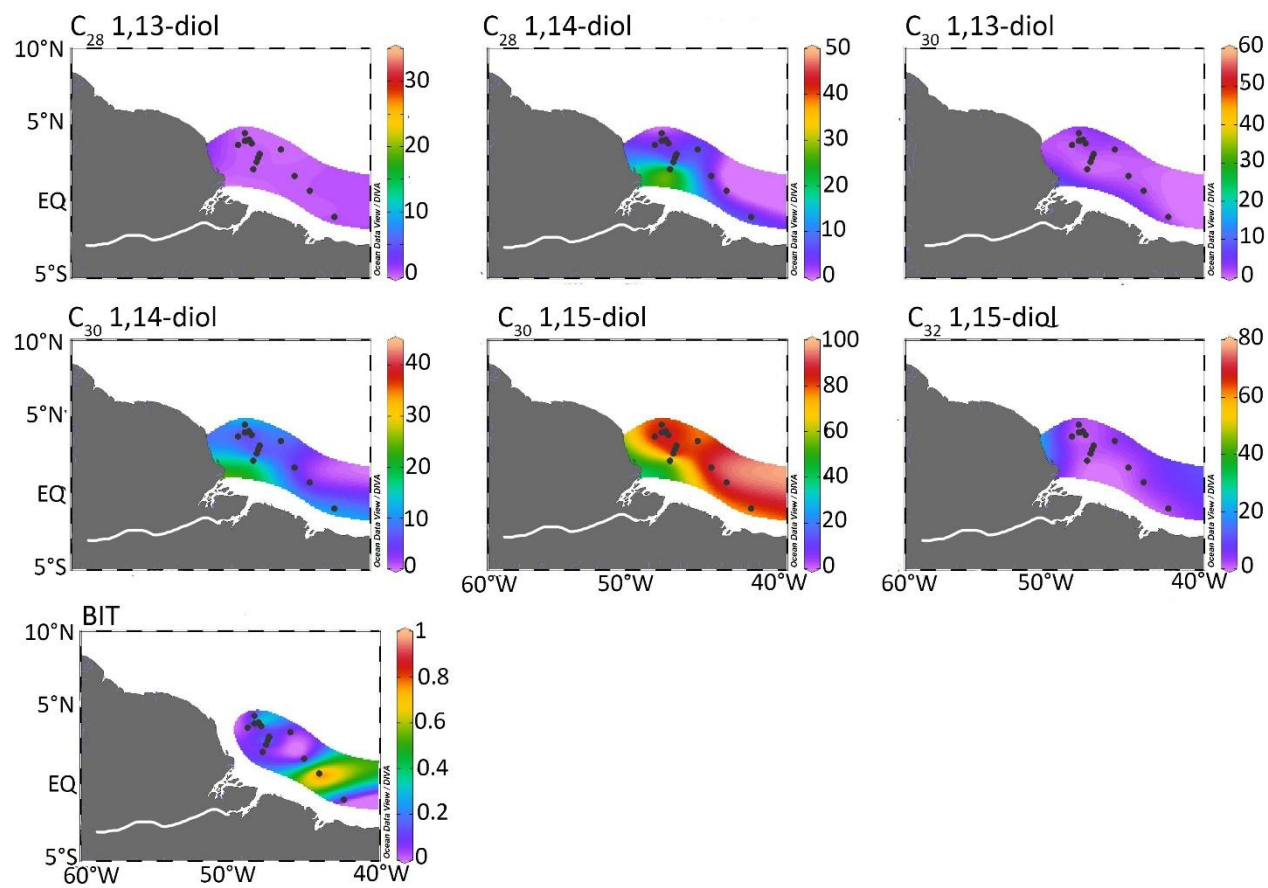 C28 1,13-diol
10°N
5°N
EQ
5°S
30
20
10
0
Ocean Data View / DIVA
C28 1,14-diol
50
40
30
20
10
0
Ocean Data View / DIVA
C30 1,13-diol
60
50
40
30
20
10
0
Ocean Data View / DIVA
C30 1,14-diol
10°N
5°N
EQ
5°S
40
30
20
10
0
Ocean Data View / DIVA
C30 1,15-diol
100
80
60
40
20
0
60°W 50°W 40°W
Ocean Data View / DIVA
C32 1,15-diol
80
60
40
20
0
60°W 50°W 40°W
Ocean Data View / DIVA
BIT
10°N
5°N
EQ
5°S
1
0.8
0.6
0.4
0.2
0
60°W 50°W 40°W
Ocean Data View / DIVA